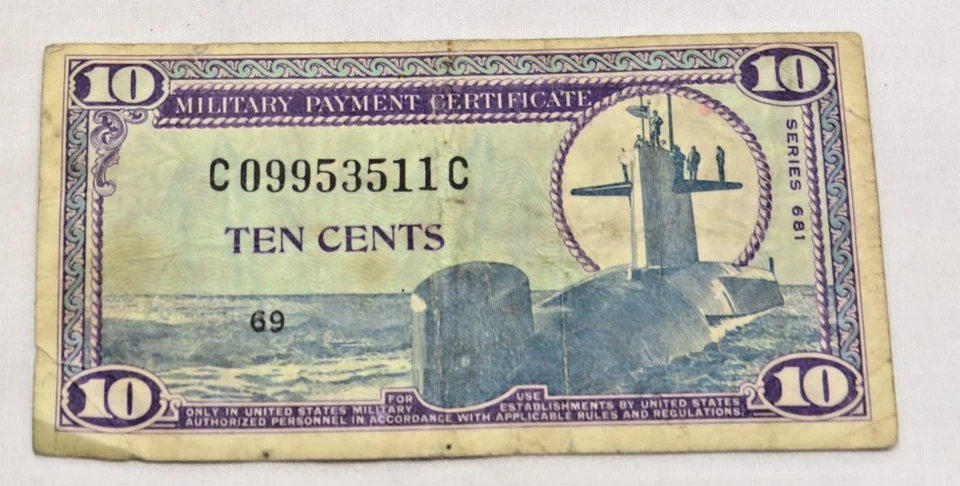 10 10
MILITARY PAYMENT CERTIFICATE
SERIES 681
C09953511C
TEN CENTS
69
10 10
FOR USE
ONLY IN UNITED STATES MILITARY ESTABLISHMENTS BY UNITED STATES
AUTHORIZED PERSONNEL IN ACCORDANCE WITH APPLICABLE RULES AND REGULATIONS.